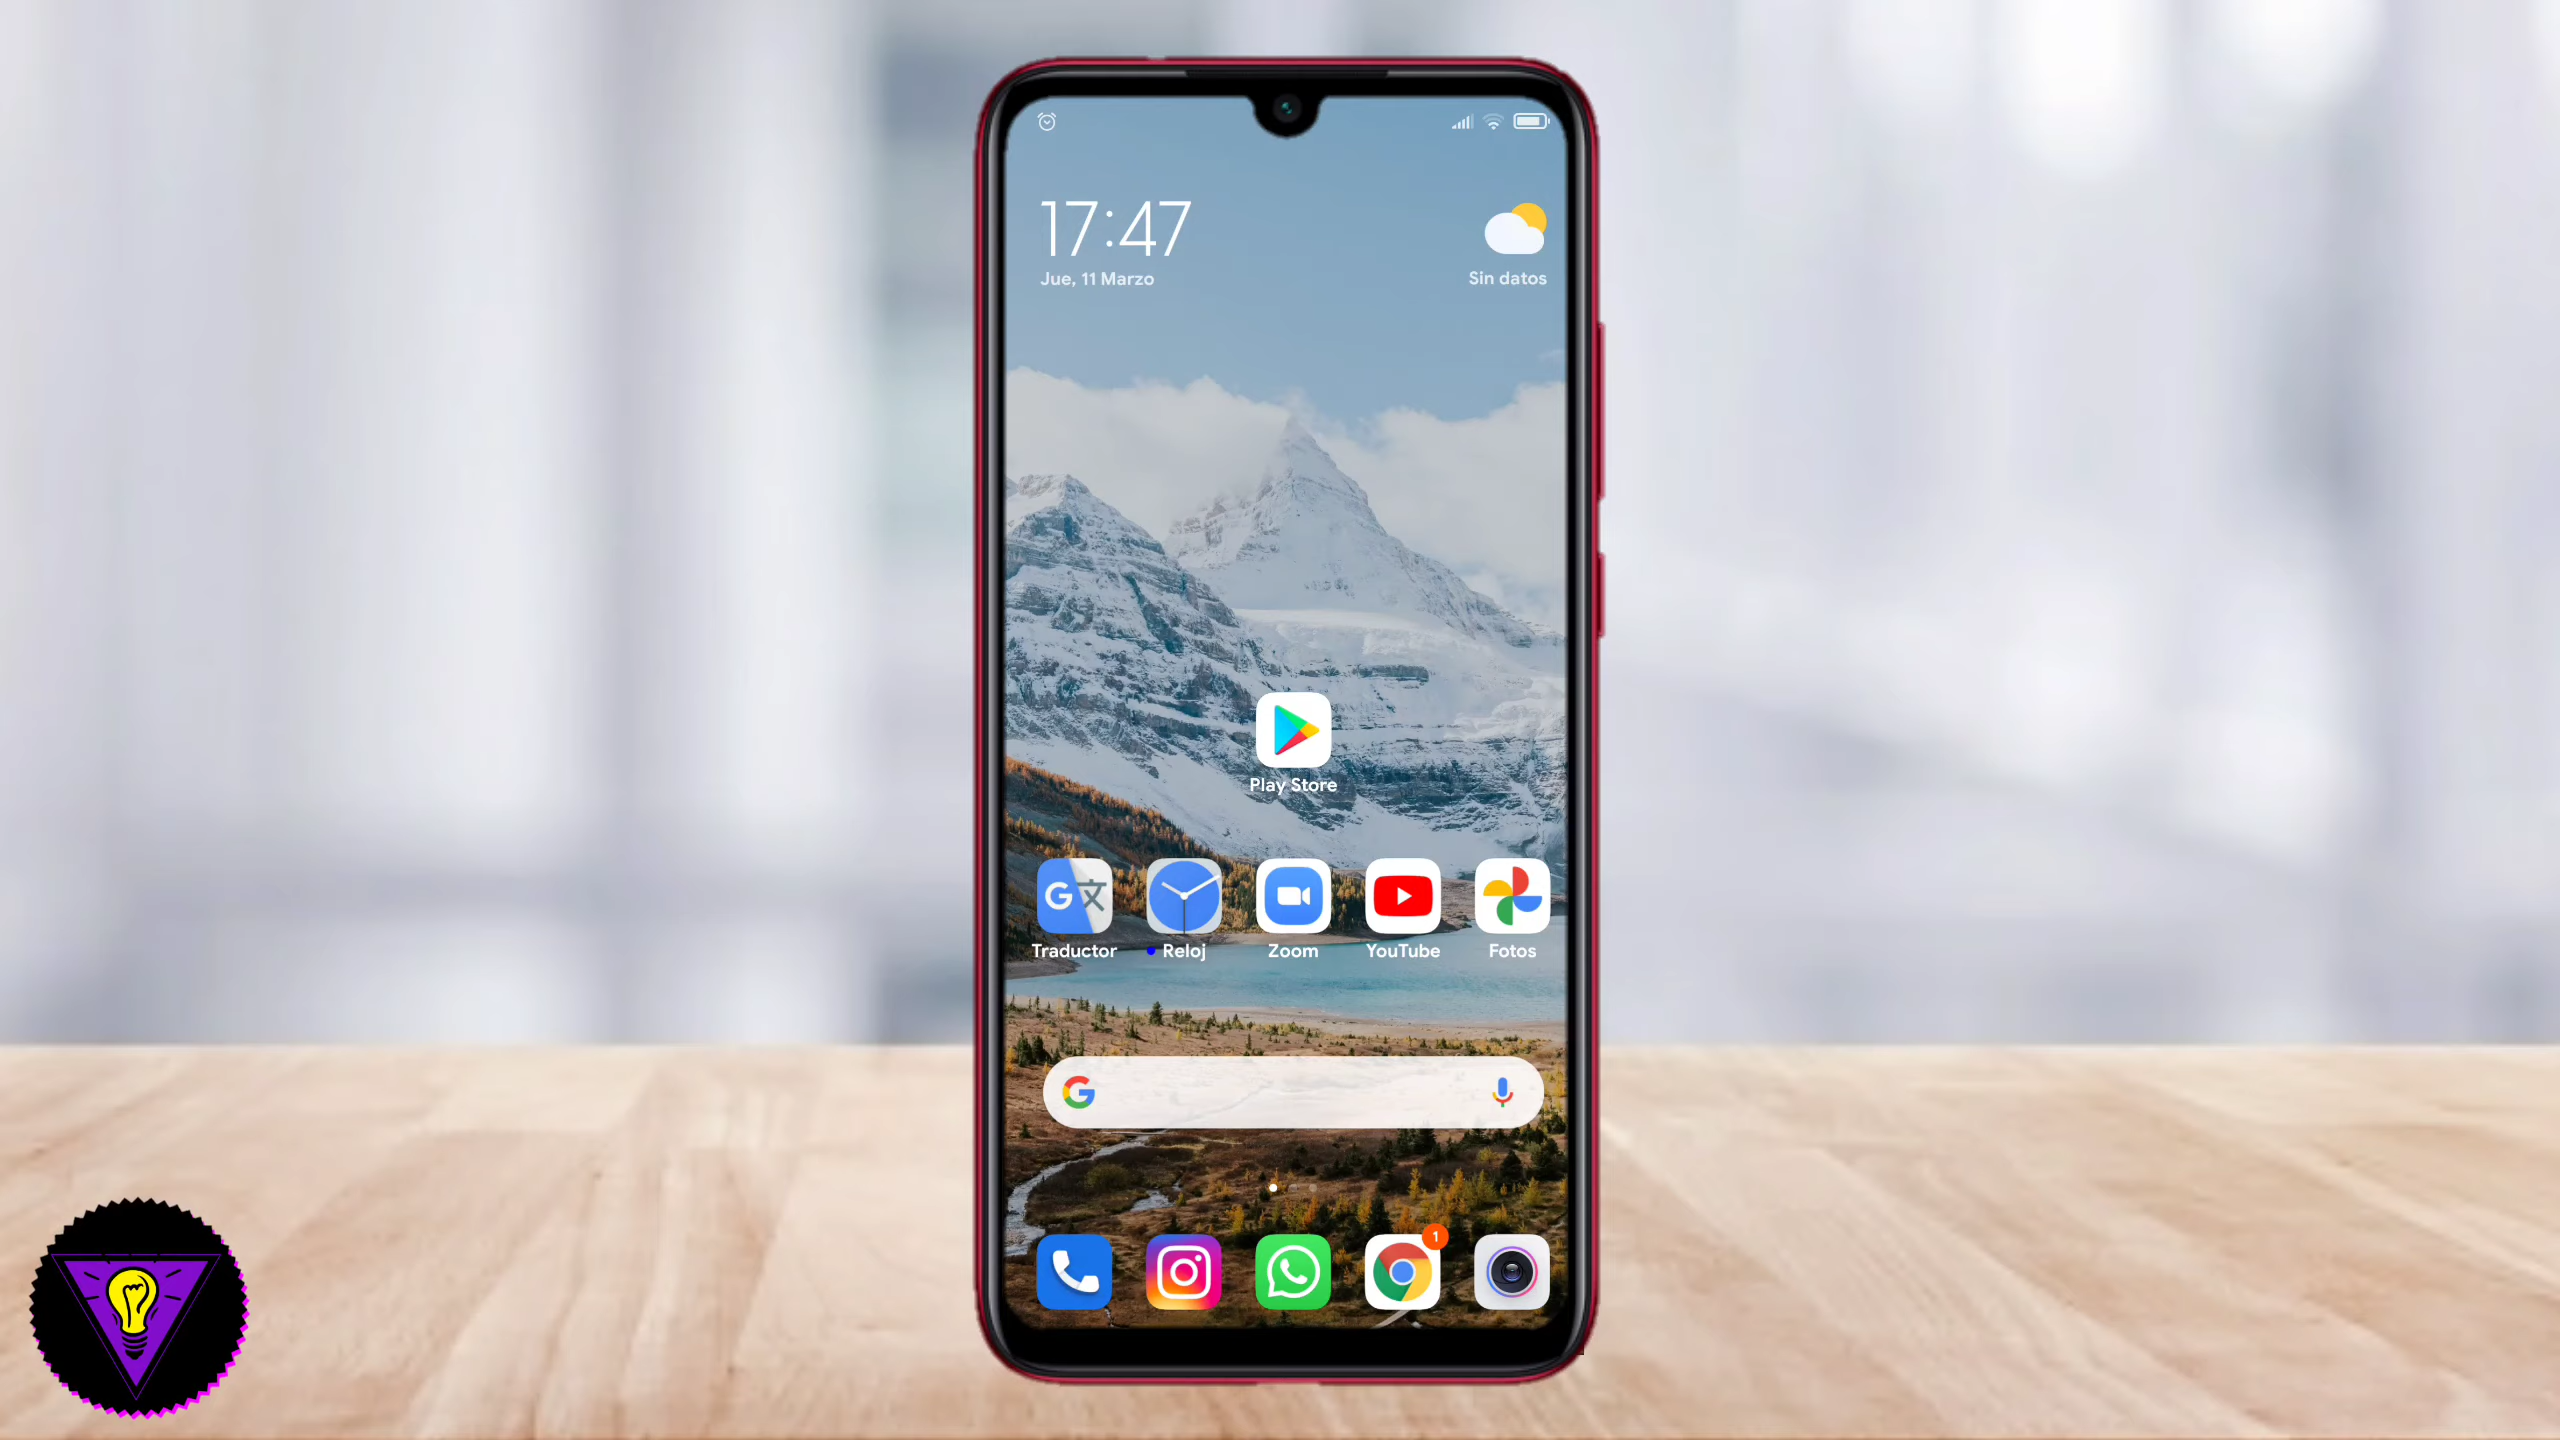 17:47
Jue, 11 Marzo
Sin datos
Play Store
Traductor
Reloj
Zoom
YouTube
Fotos
1